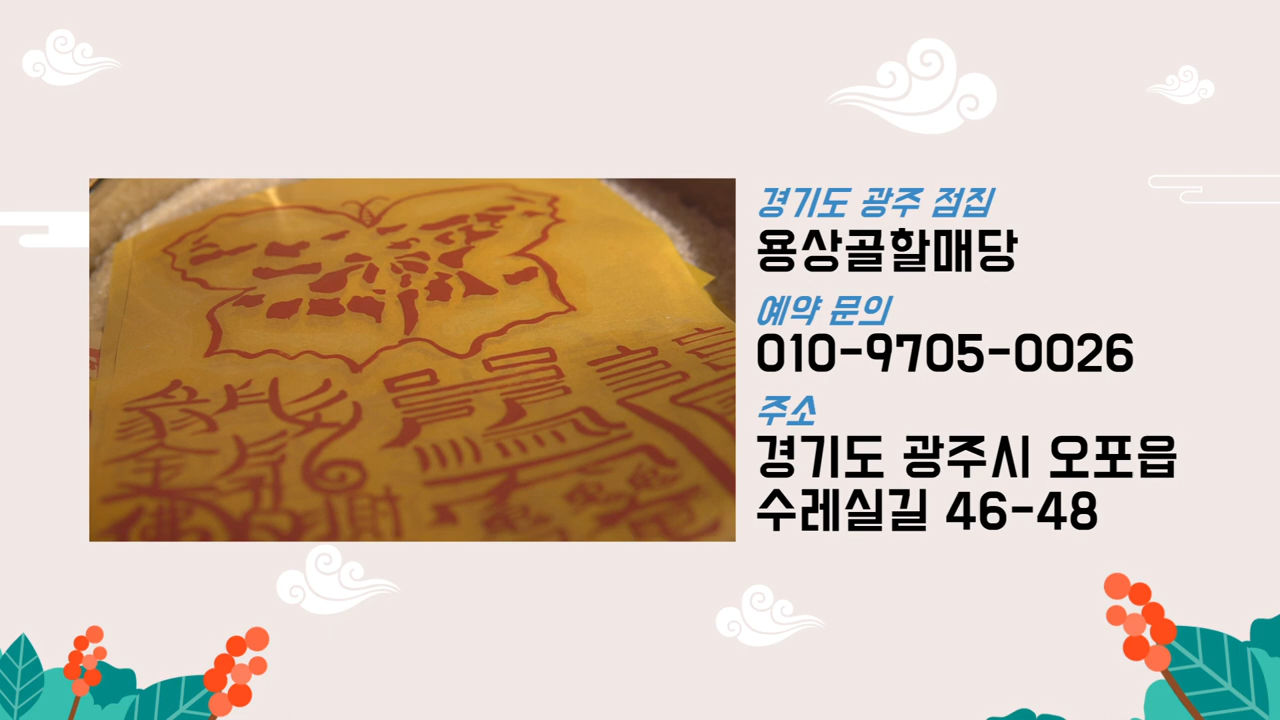 경기도 광주 점집
용상골할매당
예약 문의
010-9705-0026
주소
경기도 광주시 오포읍
수레실길 46-48